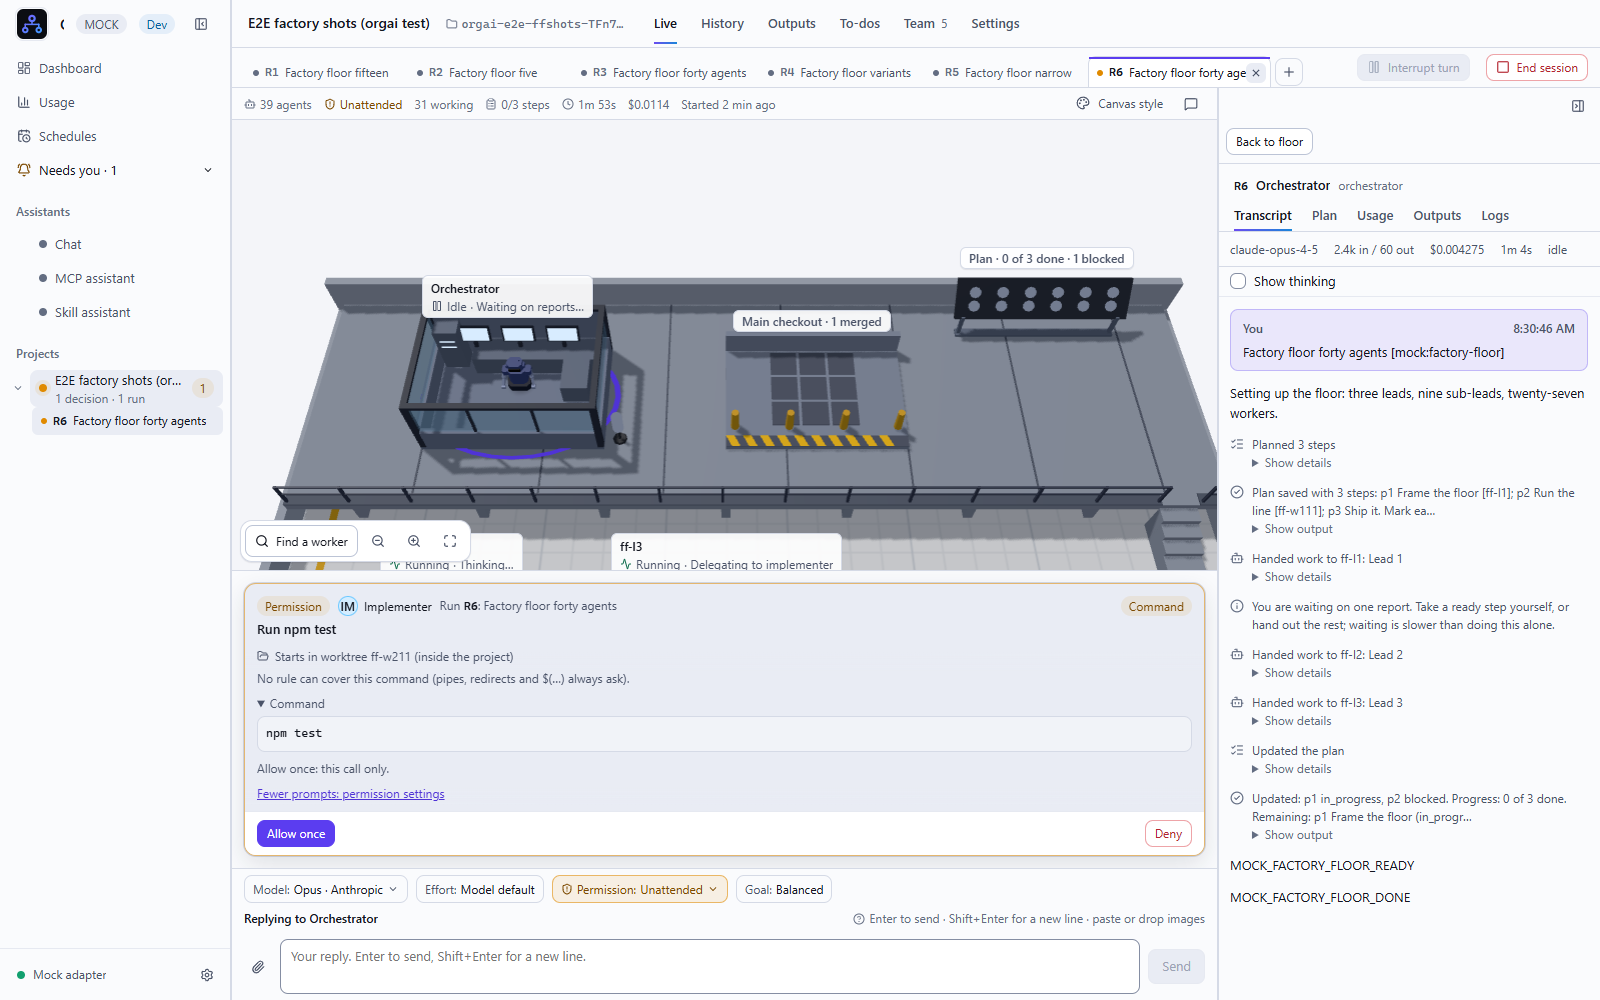 MOCK
Dev
Dashboard
Usage
Schedules
Needs you · 1
Assistants
Chat
MCP assistant
Skill assistant
Projects
E2E factory shots (or...
1 decision · 1 run
1
R6 Factory floor forty agents
Mock adapter
E2E factory shots (orgai test)
orgai-e2e-ffshots-TFn7…
Live
History
Outputs
To-dos
Team 5
Settings
R1 Factory floor fifteen
R2 Factory floor five
R3 Factory floor forty agents
R4 Factory floor variants
R5 Factory floor narrow
R6 Factory floor forty age
Interrupt turn
End session
39 agents
Unattended
31 working
0/3 steps
1m 53s
$0.0114
Started 2 min ago
Canvas style
Plan · 0 of 3 done · 1 blocked
Orchestrator
Idle · Waiting on reports...
Main checkout · 1 merged
Find a worker
Running · Thinking...
ff-l3
Running · Delegating to implementer
Permission
IM
Implementer
Run R6: Factory floor forty agents
Command
Run npm test
Starts in worktree ff-w211 (inside the project)
No rule can cover this command (pipes, redirects and $(...) always ask).
Command
npm test
Allow once: this call only.
Fewer prompts: permission settings
Allow once
Deny
Model: Opus · Anthropic
Effort: Model default
Permission: Unattended
Goal: Balanced
Replying to Orchestrator
Enter to send · Shift+Enter for a new line · paste or drop images
Your reply. Enter to send, Shift+Enter for a new line.
Send
Back to floor
R6 Orchestrator orchestrator
Transcript
Plan
Usage
Outputs
Logs
claude-opus-4-5
2.4k in / 60 out
$0.004275
1m 4s
idle
Show thinking
You
8:30:46 AM
Factory floor forty agents [mock:factory-floor]
Setting up the floor: three leads, nine sub-leads, twenty-seven
workers.
Planned 3 steps
Show details
Plan saved with 3 steps: p1 Frame the floor [ff-l1]; p2 Run the
line [ff-w111]; p3 Ship it. Mark ea...
Show output
Handed work to ff-l1: Lead 1
Show details
You are waiting on one report. Take a ready step yourself, or
hand out the rest; waiting is slower than doing this alone.
Handed work to ff-l2: Lead 2
Show details
Handed work to ff-l3: Lead 3
Show details
Updated the plan
Show details
Updated: p1 in_progress, p2 blocked. Progress: 0 of 3 done.
Remaining: p1 Frame the floor (in_progr...
Show output
MOCK_FACTORY_FLOOR_READY
MOCK_FACTORY_FLOOR_DONE